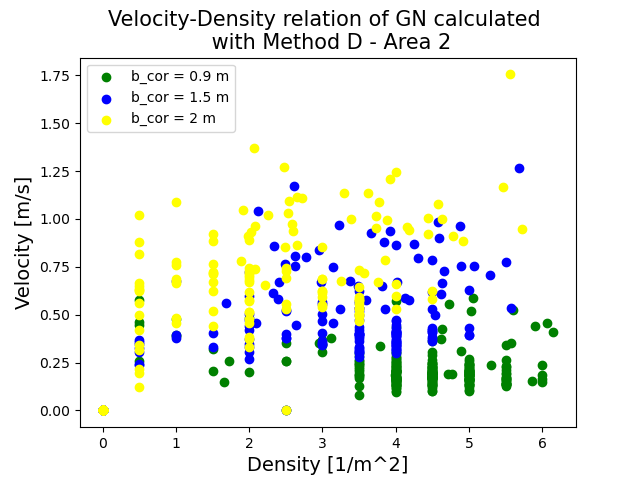 Velocity-Density relation of GN calculated
with Method D - Area 2
b_cor = 0.9 m
b_cor = 1.5 m
b_cor = 2 m
Velocity [m/s]
1.75
1.50
1.25
1.00
0.75
0.50
0.25
0.00
0 1 2 3 4 5 6
Density [1/m^2]